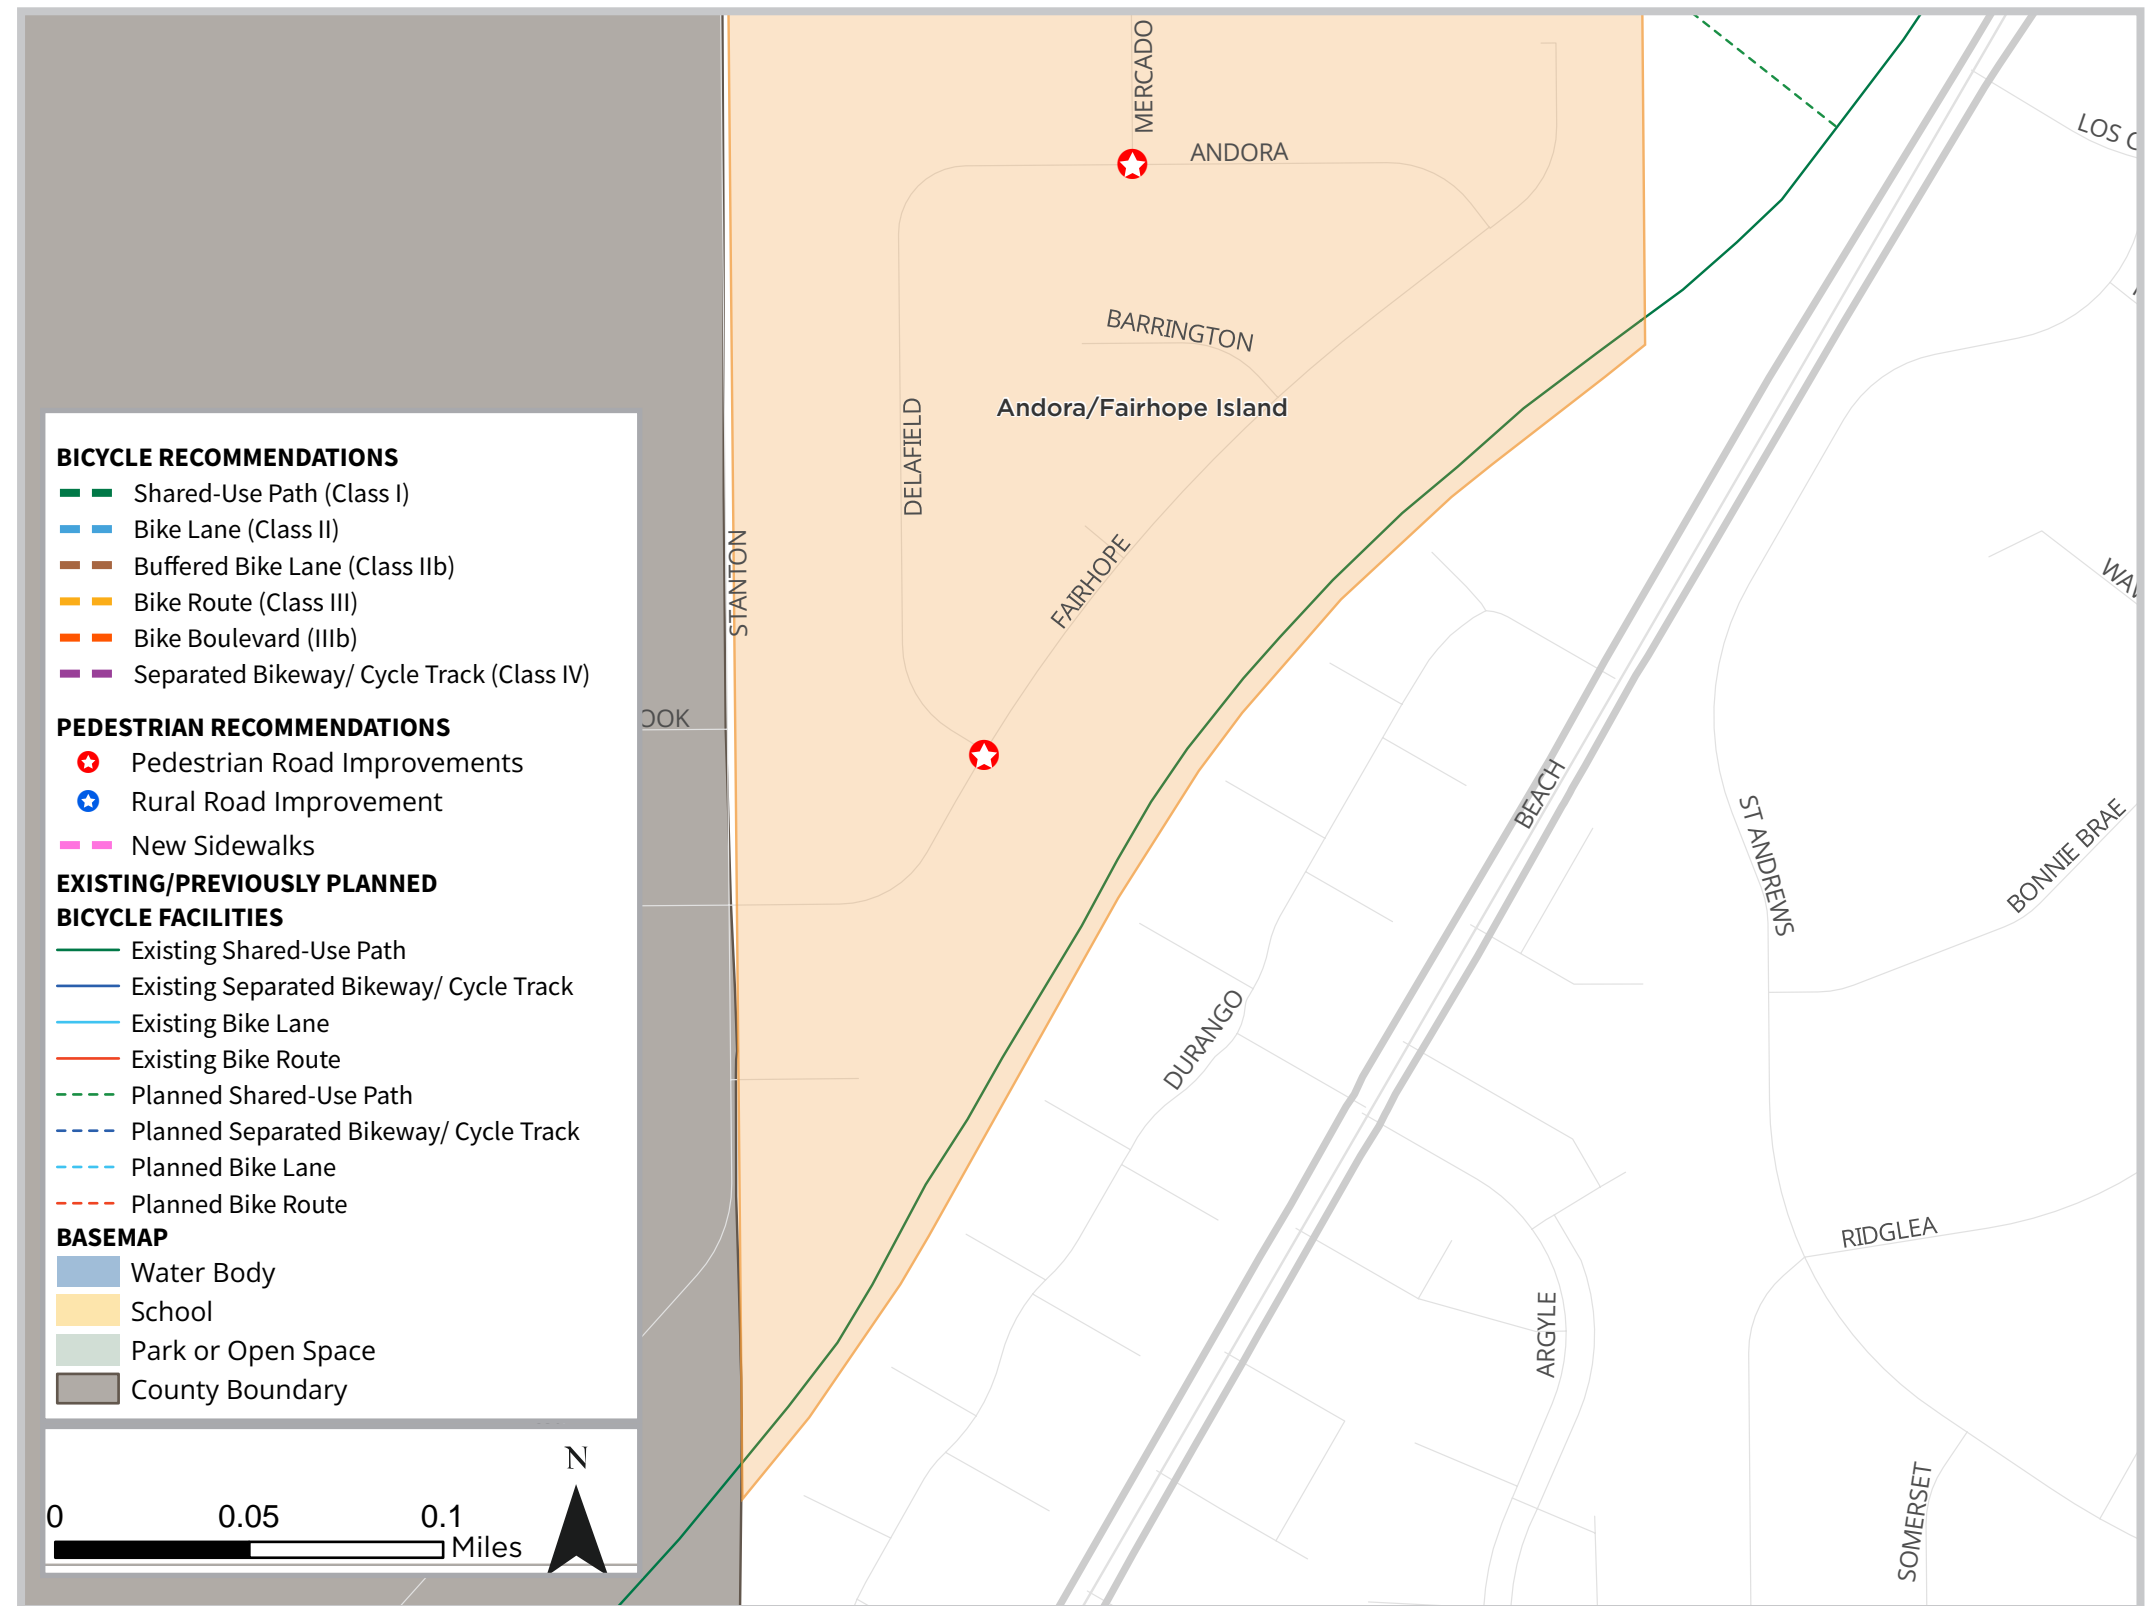 MERCADO
ANDORA
BARRINGTON
Andora/Fairhope Island
DELAFIELD
STANTON
FAIRHOPE
BEACH
ST ANDREWS
BONNIE BRAE
DURANGO
RIDGLEA
ARGYLE
SOMERSET
LOS
BICYCLE RECOMMENDATIONS
Shared-Use Path (Class I)
Bike Lane (Class II)
Buffered Bike Lane (Class IIb)
Bike Route (Class III)
Bike Boulevard (IIIb)
Separated Bikeway/ Cycle Track (Class IV)
PEDESTRIAN RECOMMENDATIONS
Pedestrian Road Improvements
Rural Road Improvement
New Sidewalks
EXISTING/PREVIOUSLY PLANNED
BICYCLE FACILITIES
Existing Shared-Use Path
Existing Separated Bikeway/ Cycle Track
Existing Bike Lane
Existing Bike Route
Planned Shared-Use Path
Planned Separated Bikeway/ Cycle Track
Planned Bike Lane
Planned Bike Route
BASEMAP
Water Body
School
Park or Open Space
County Boundary
N
0 0.05 0.1
Miles